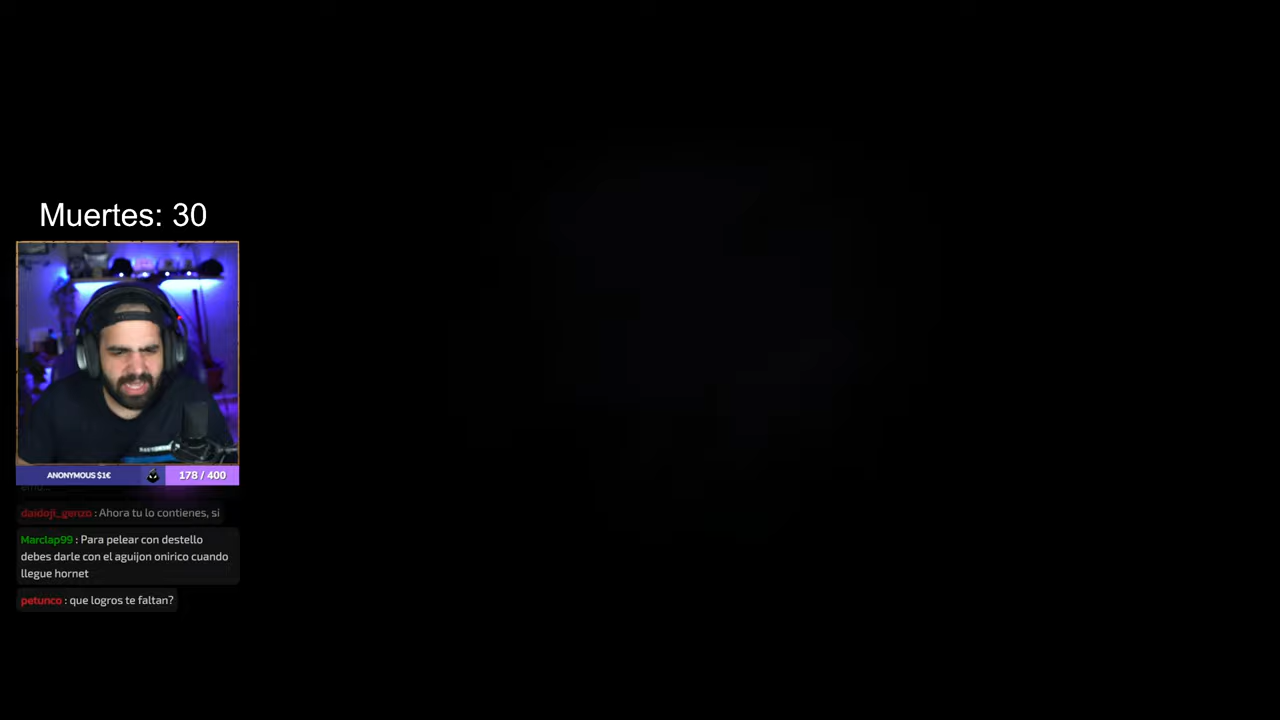 Muertes: 30
ANONYMOUS $1€
178 / 400
daidoji_genzo : Ahora tu lo contienes, si
Marclap99 : Para pelear con destello
debes darle con el aguijon onirico cuando
llegue hornet
petunco : que logros te faltan?